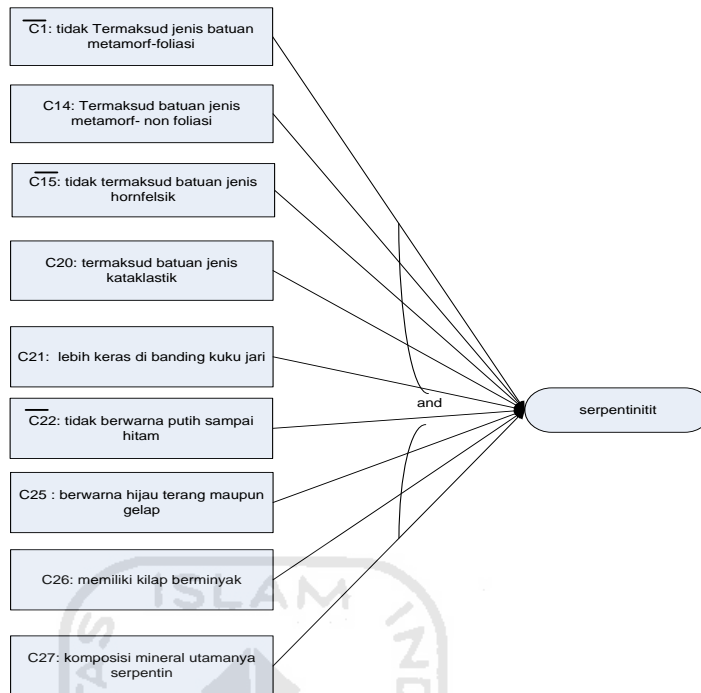 C1: tidak Termaksud jenis batuan
metamorf-foliasi
C14: Termaksud batuan jenis
metamorf- non foliasi
C15: tidak termaksud batuan jenis
hornfelsik
C20: termaksud batuan jenis
kataklastik
C21: lebih keras di banding kuku jari
C22: tidak berwarna putih sampai
hitam
C25 : berwarna hijau terang maupun
gelap
C26: memiliki kilap berminyak
C27: komposisi mineral utamanya
serpentin
and
serpentinitit
ISLAM